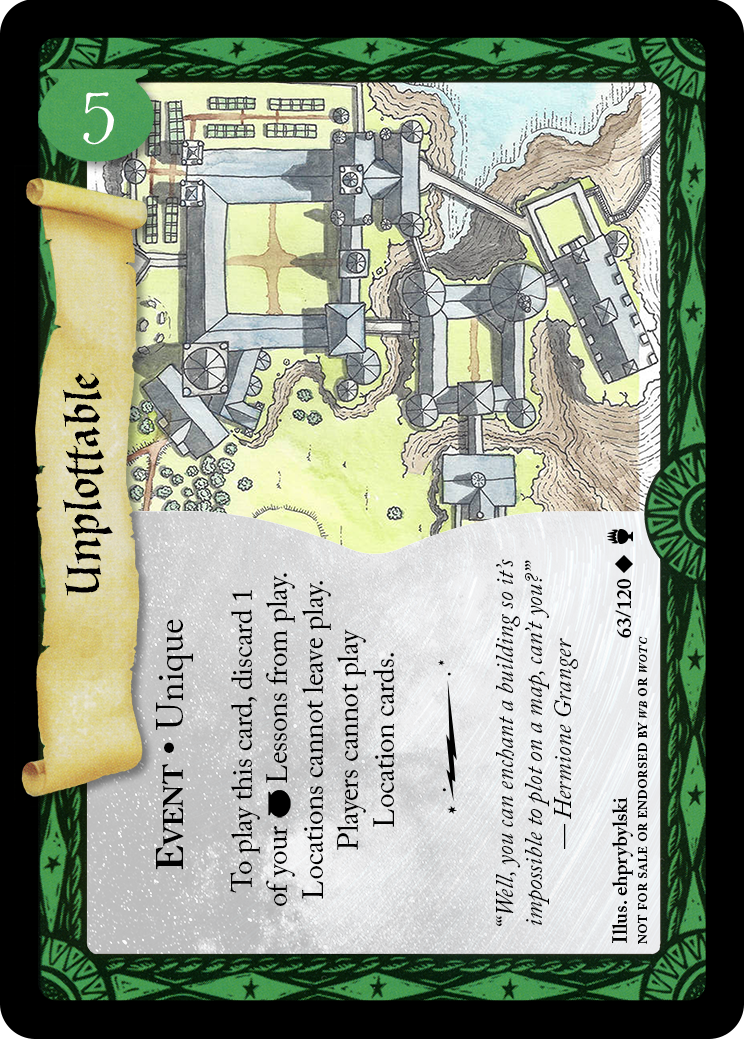 5
Unplottable
EVENT • Unique
To play this card, discard 1
of your Lessons from play.
Locations cannot leave play.
Players cannot play
Location cards.
“‘Well, you can enchant a building so it’s
impossible to plot on a map, can’t you?’”
— Hermione Granger
63/120
Illus. ehprybylski
NOT FOR SALE OR ENDORSED BY WB OR WOTC